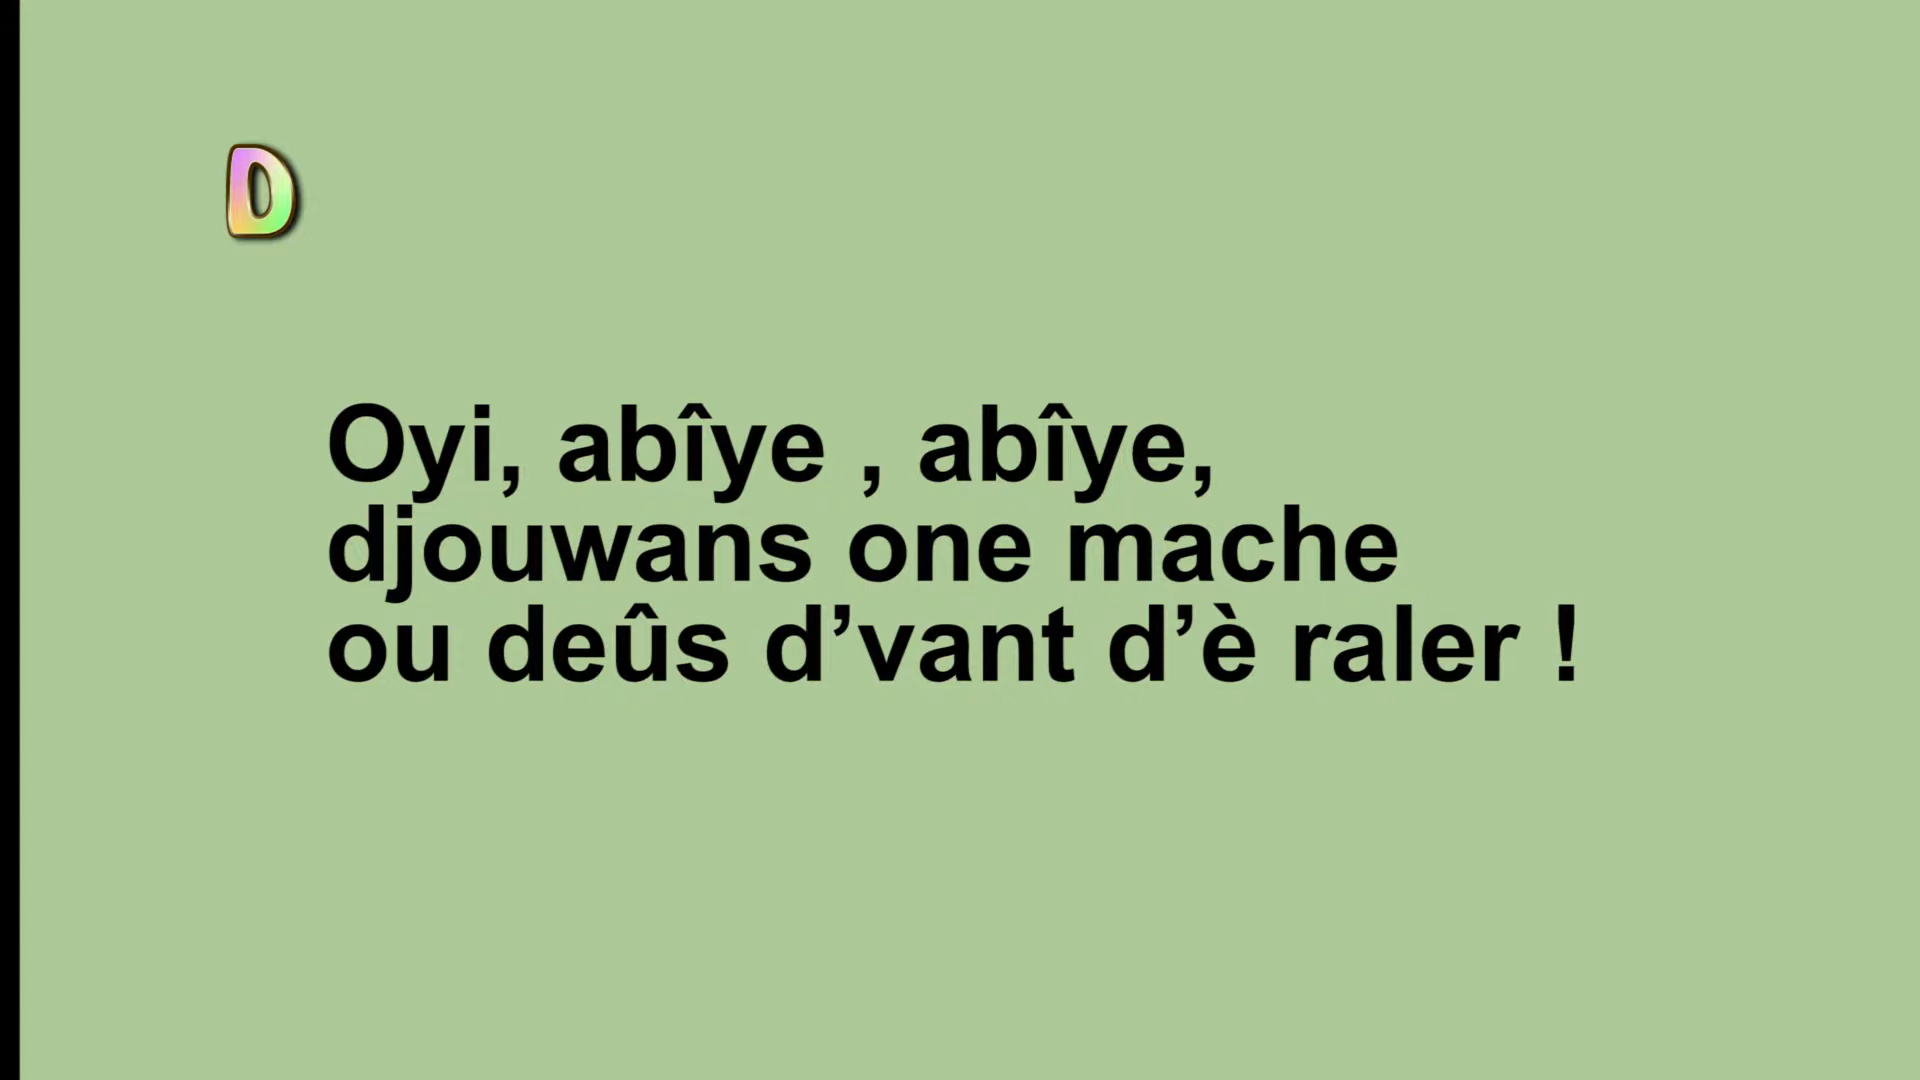 D
Oyi, abîye , abîye,
djouwans one mache
ou deûs d’vant d’è raler !